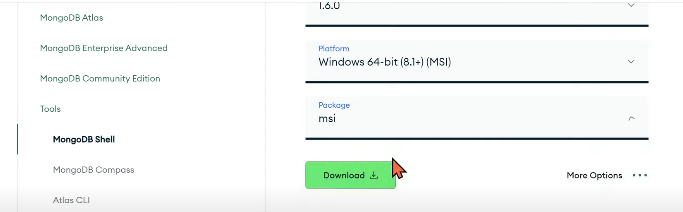 MongoDB Atlas
MongoDB Enterprise Advanced
MongoDB Community Edition
Tools
MongoDB Shell
MongoDB Compass
Atlas CLI
1.6.0
Platform
Windows 64-bit (8.1+) (MSI)
Package
msi
Download
More Options